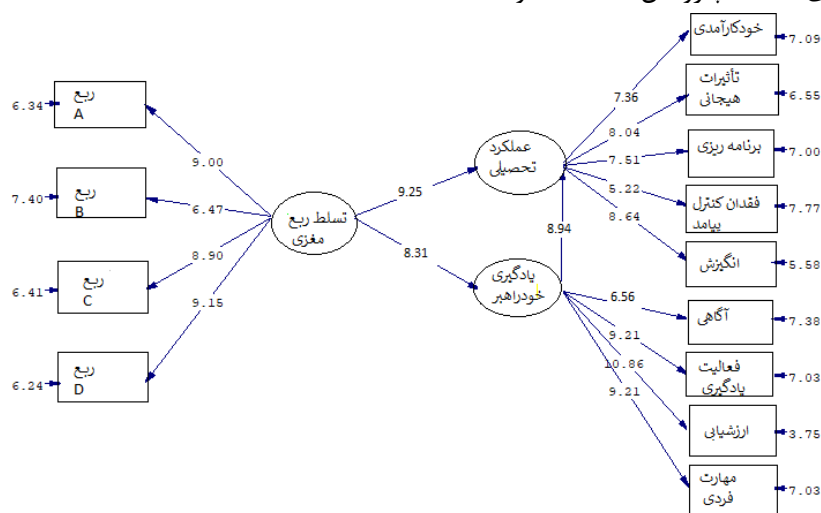 ربع
A
6.34
ربع
B
7.40
ربع
C
6.41
ربع
D
6.24
9.00
6.47
8.90
9.15
تسلط ربع
مغزی
9.25
8.31
عملکرد
تحصیلی
8.94
یادگیری
خودراهبر
7.36
8.04
7.51
5.22
8.64
6.56
9.21
10.86
9.21
خودکارآمدی
7.09
تأثیرات
هیجانی
6.55
برنامه ریزی
7.00
فقدان کنترل
پیامد
7.77
انگیزش
5.58
آگاهی
7.38
فعالیت
یادگیری
7.03
ارزشیابی
3.75
مهارت
فردی
7.03